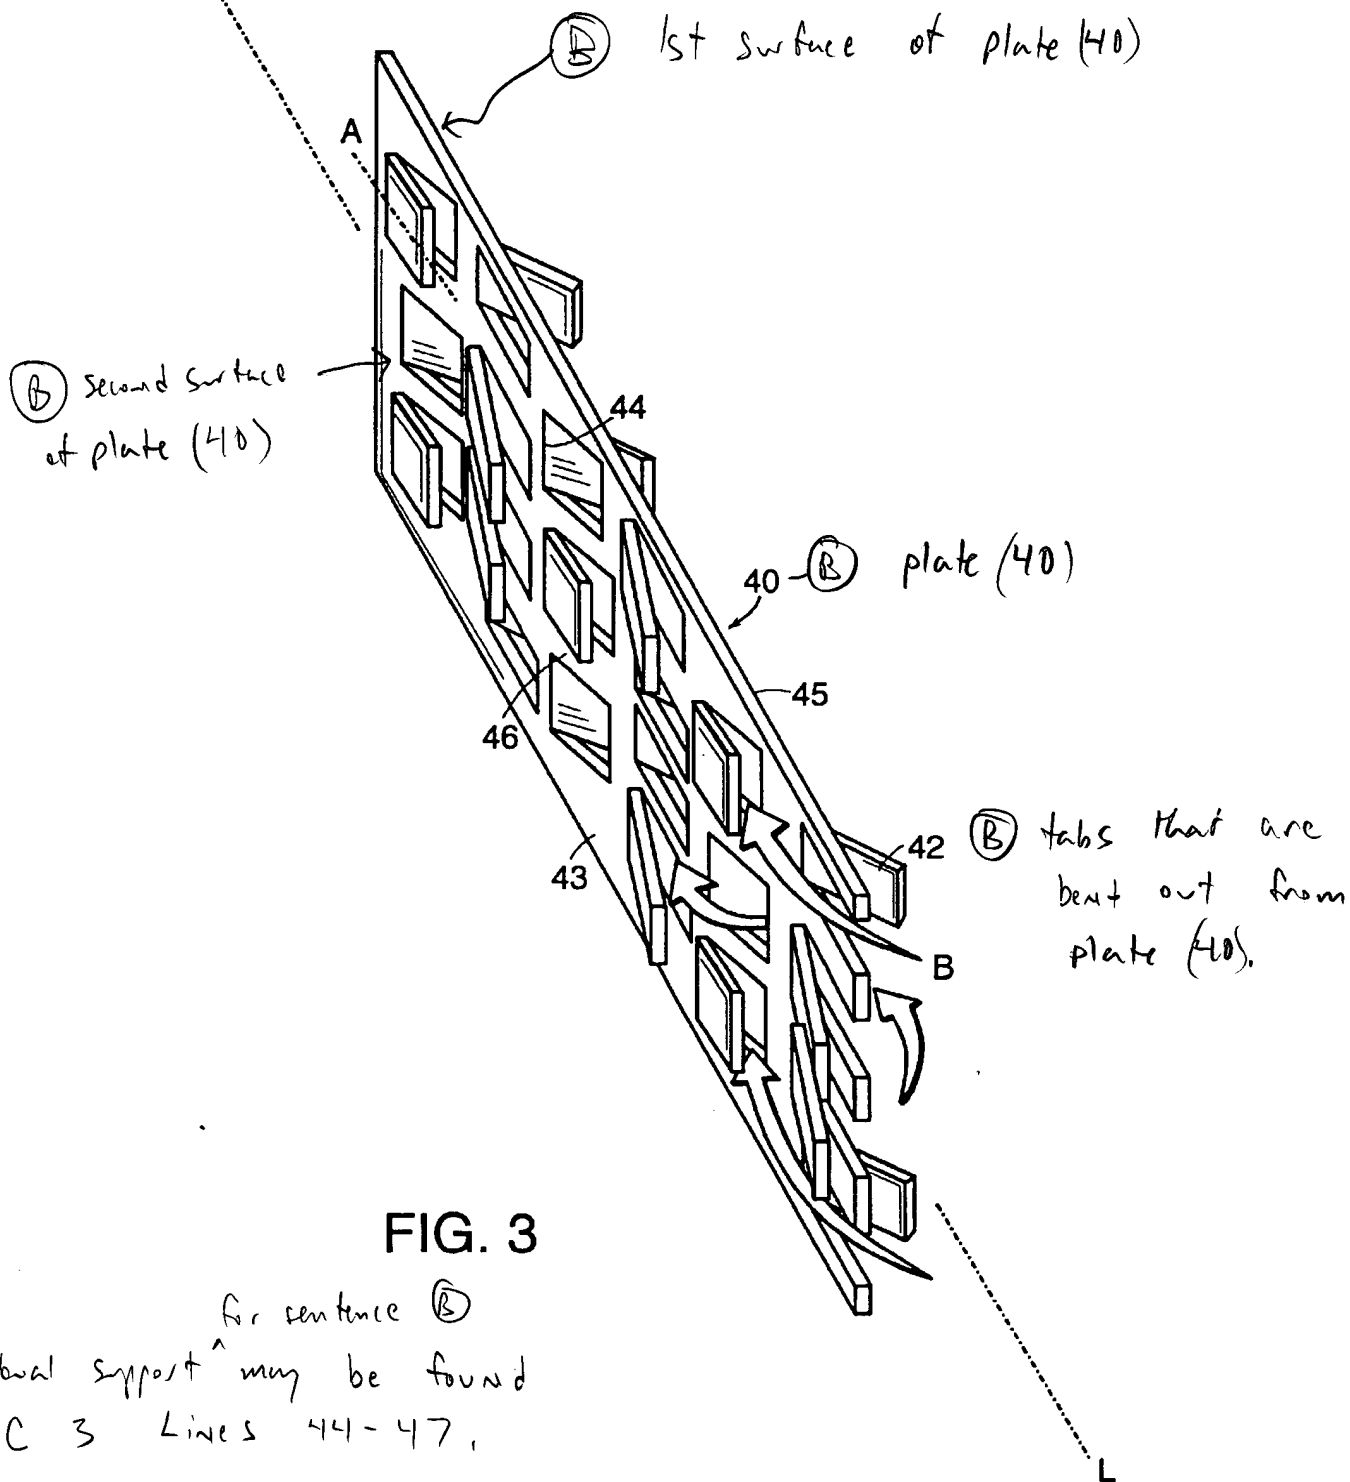 Ⓑ 1st surface of plate (40)
A
Ⓑ second surface
of plate (40)
44
40 Ⓑ plate (40)
45
46
42 Ⓑ tabs that are
bent out from
plate (40).
43
B
FIG. 3
for sentence Ⓑ
support ^ may be found
C 3 Lines 44-47.
L